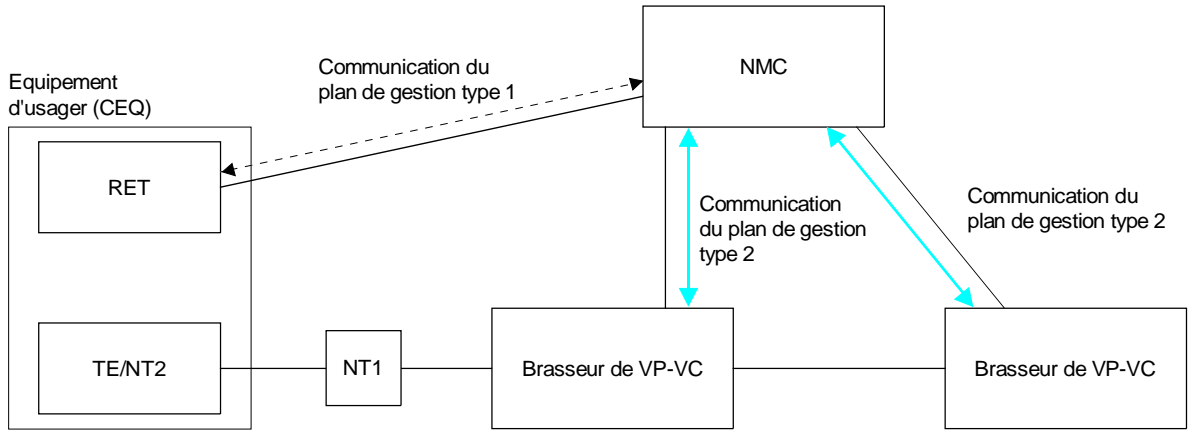 Equipement
d'usager (CEQ)
Communication du
plan de gestion type 1
NMC
RET
Communication
du plan de gestion
type 2
Communication du
plan de gestion type 2
TE/NT2
NT1
Brasseur de VP-VC
Brasseur de VP-VC